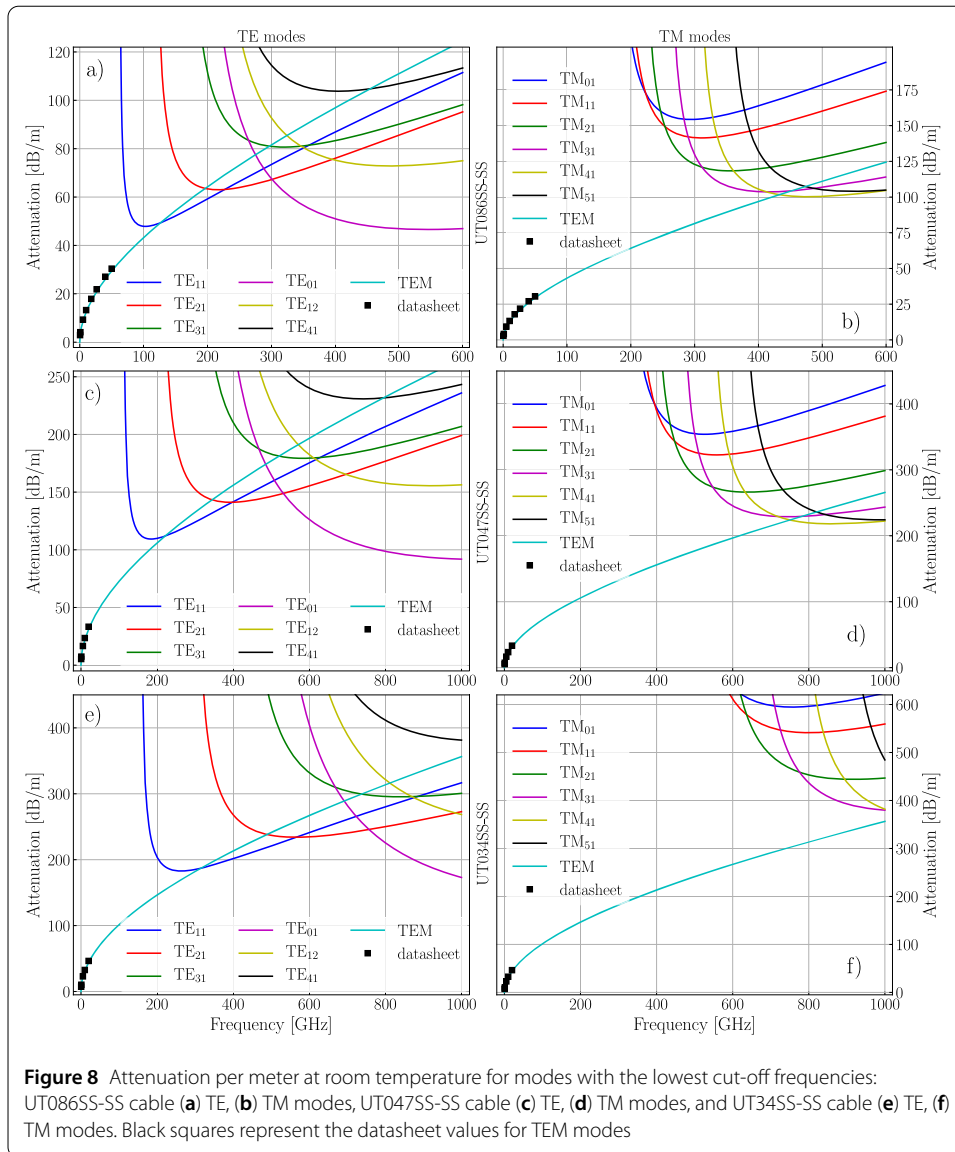 TE modes
TM modes
a)
Attenuation [dB/m]
120
100
80
60
40
20
0
0 100 200 300 400 500 600
TE11 TE01 TEM
TE21 TE12 datasheet
TE31 TE41
UT086SS-SS
TM01
TM11
TM21
TM31
TM41
TM51
TEM
datasheet
b)
175
150
125
100
75
50
25
0
Attenuation [dB/m]
0 100 200 300 400 500 600
c)
Attenuation [dB/m]
250
200
150
100
50
0
0 200 400 600 800 1000
TE11 TE01 TEM
TE21 TE12 datasheet
TE31 TE41
UT047SS-SS
TM01
TM11
TM21
TM31
TM41
TM51
TEM
datasheet
d)
400
300
200
100
0
Attenuation [dB/m]
0 200 400 600 800 1000
e)
Attenuation [dB/m]
400
300
200
100
0
0 200 400 600 800 1000
Frequency [GHz]
TE11 TE01 TEM
TE21 TE12 datasheet
TE31 TE41
UT034SS-SS
TM01
TM11
TM21
TM31
TM41
TM51
TEM
datasheet
f)
600
500
400
300
200
100
0
Attenuation [dB/m]
0 200 400 600 800 1000
Frequency [GHz]
Figure 8 Attenuation per meter at room temperature for modes with the lowest cut-off frequencies:
UT086SS-SS cable (a) TE, (b) TM modes, UT047SS-SS cable (c) TE, (d) TM modes, and UT34SS-SS cable (e) TE, (f)
TM modes. Black squares represent the datasheet values for TEM modes